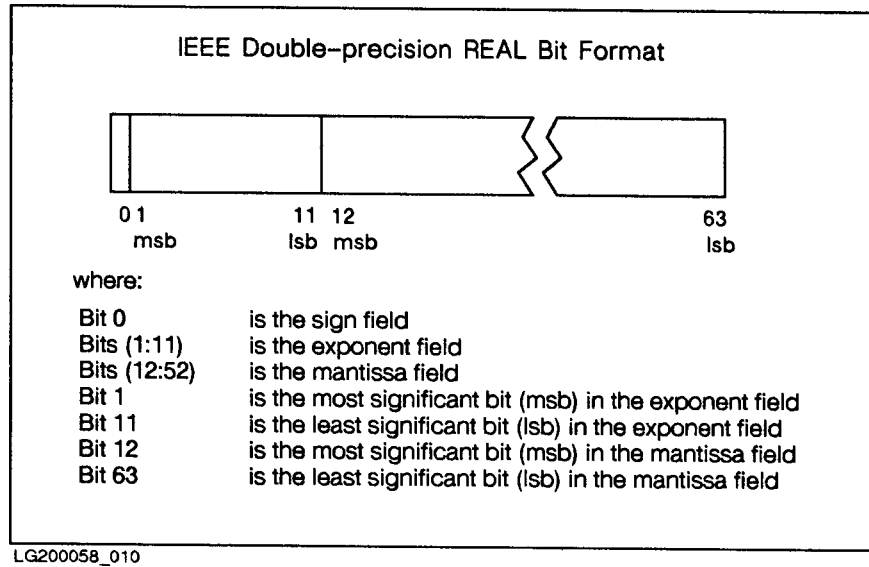 IEEE Double-precision REAL Bit Format
0 1 11 12 63
msb lsb msb lsb
where:
Bit 0 is the sign field
Bits (1:11) is the exponent field
Bits (12:52) is the mantissa field
Bit 1 is the most significant bit (msb) in the exponent field
Bit 11 is the least significant bit (lsb) in the exponent field
Bit 12 is the most significant bit (msb) in the mantissa field
Bit 63 is the least significant bit (lsb) in the mantissa field
LG200058_010